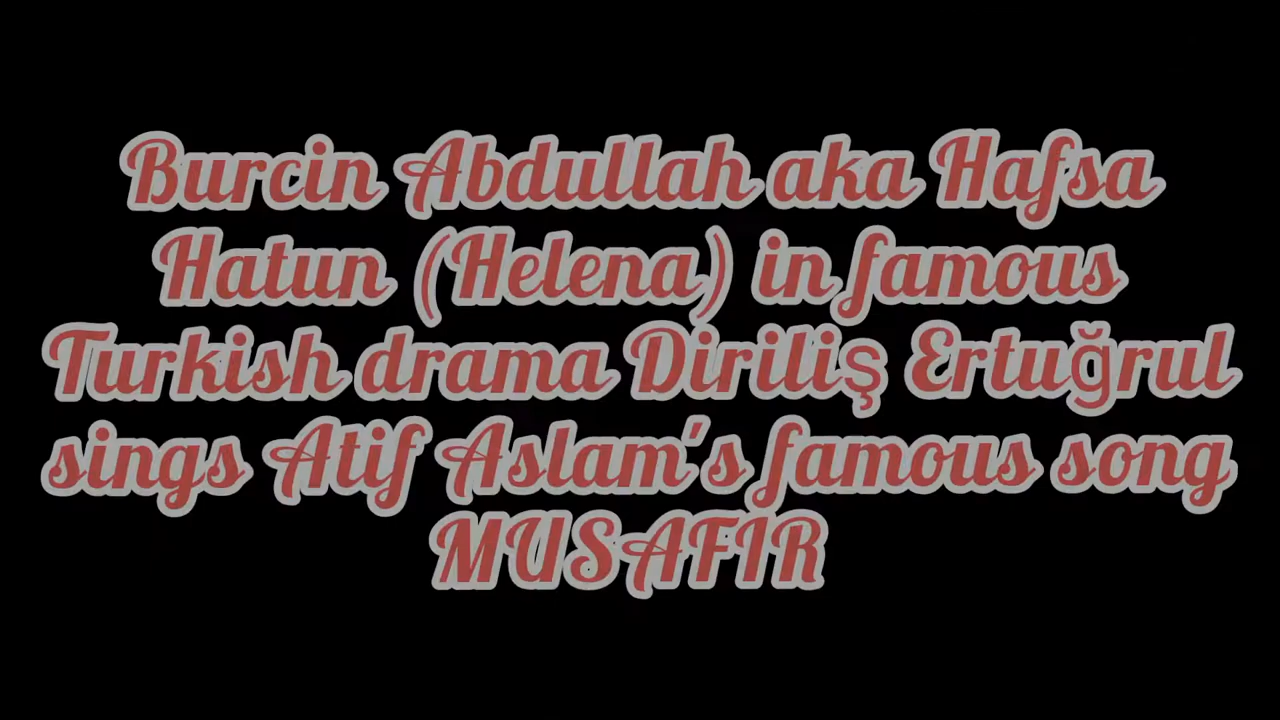 Burcin Abdullah aka Hafsa
Hatun (Helena) in famous
Turkish drama Diriliş Ertuğrul
sings Atif Aslam's famous song
MUSAFIR